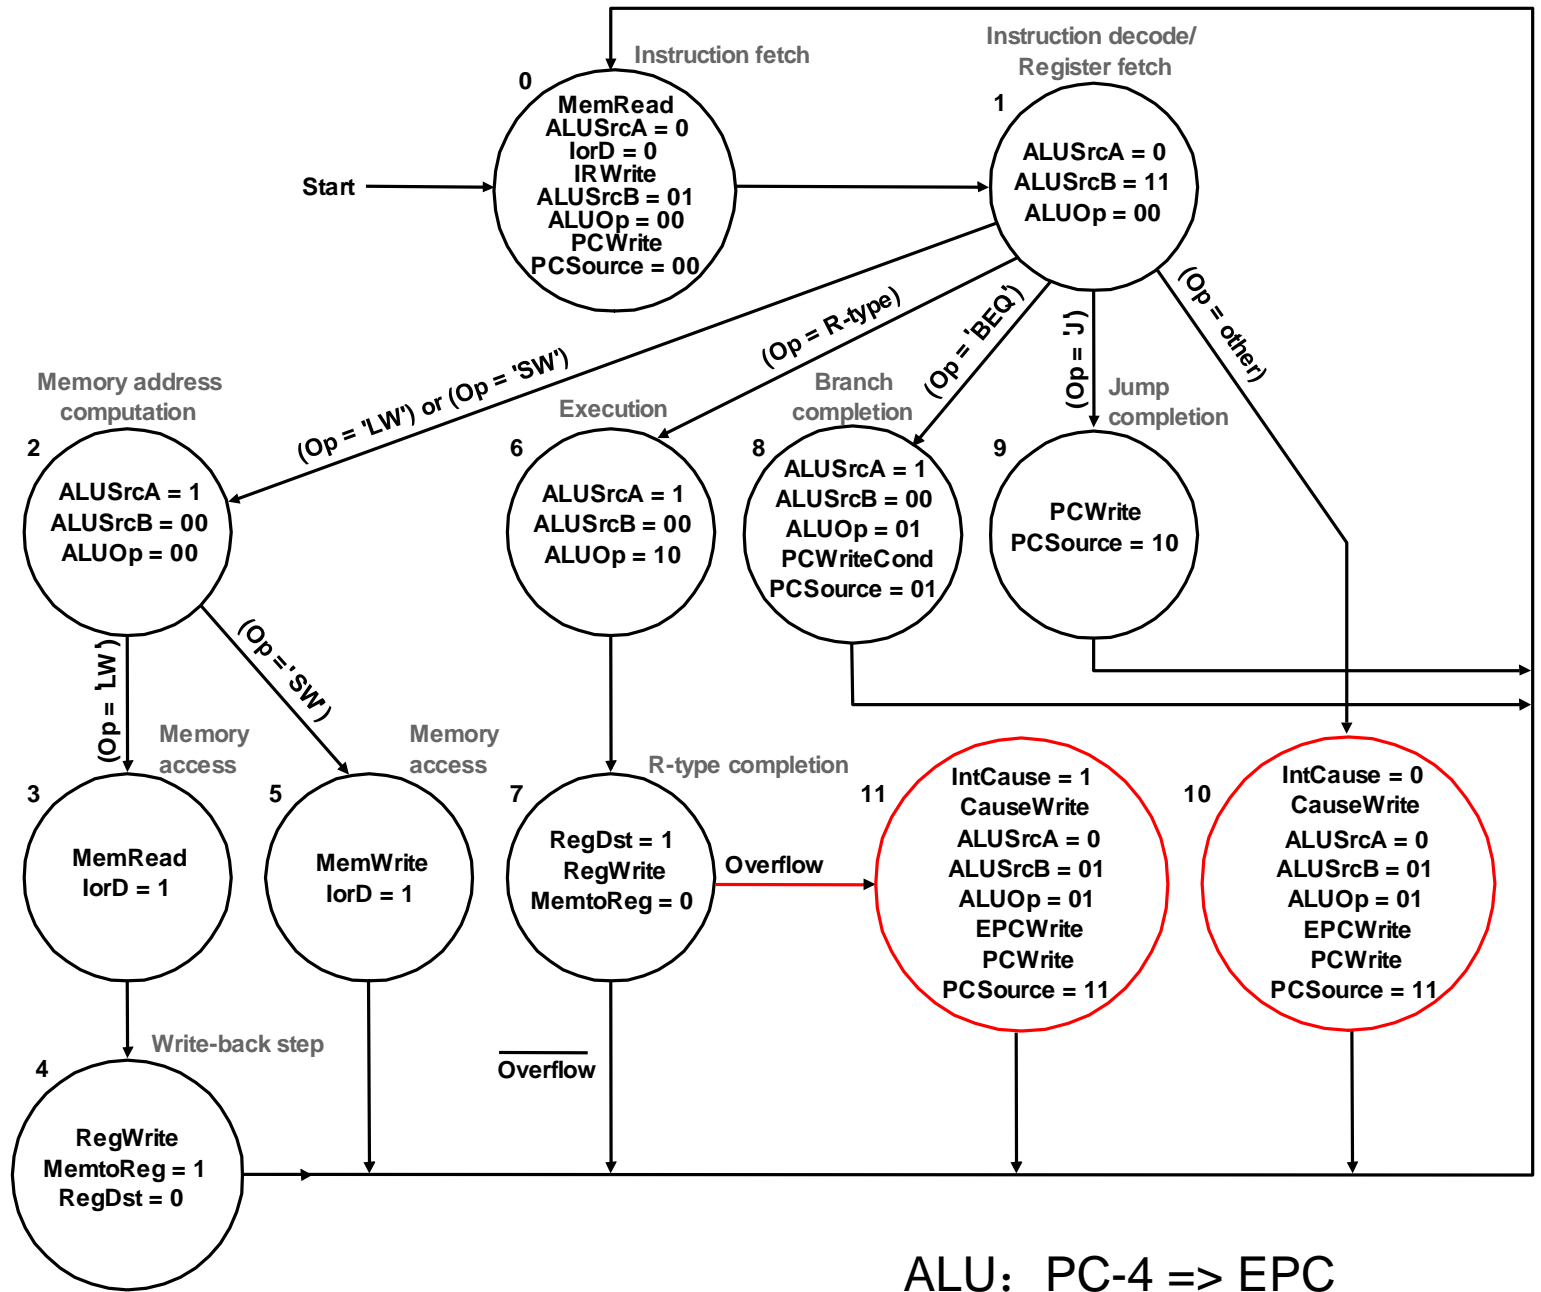 Instruction fetch
Instruction decode/
Register fetch
0
MemRead
ALUSrcA = 0
IorD = 0
IRWrite
ALUSrcB = 01
ALUOp = 00
PCWrite
PCSource = 00
1
ALUSrcA = 0
ALUSrcB = 11
ALUOp = 00
Start
(Op = 'LW') or (Op = 'SW')
(Op = R-type)
(Op = 'BEQ')
(Op = 'J')
(Op = other)
Memory address
computation
2
ALUSrcA = 1
ALUSrcB = 00
ALUOp = 00
Execution
6
ALUSrcA = 1
ALUSrcB = 00
ALUOp = 10
Branch
completion
8
ALUSrcA = 1
ALUSrcB = 00
ALUOp = 01
PCWriteCond
PCSource = 01
Jump
completion
9
PCWrite
PCSource = 10
(Op = 'LW')
(Op = 'SW')
Memory
access
3
MemRead
IorD = 1
Memory
access
5
MemWrite
IorD = 1
R-type completion
7
RegDst = 1
RegWrite
MemtoReg = 0
Overflow
11
IntCause = 1
CauseWrite
ALUSrcA = 0
ALUSrcB = 01
ALUOp = 01
EPCWrite
PCWrite
PCSource = 11
10
IntCause = 0
CauseWrite
ALUSrcA = 0
ALUSrcB = 01
ALUOp = 01
EPCWrite
PCWrite
PCSource = 11
Write-back step
4
RegWrite
MemtoReg = 1
RegDst = 0
Overflow
ALU：PC-4 => EPC